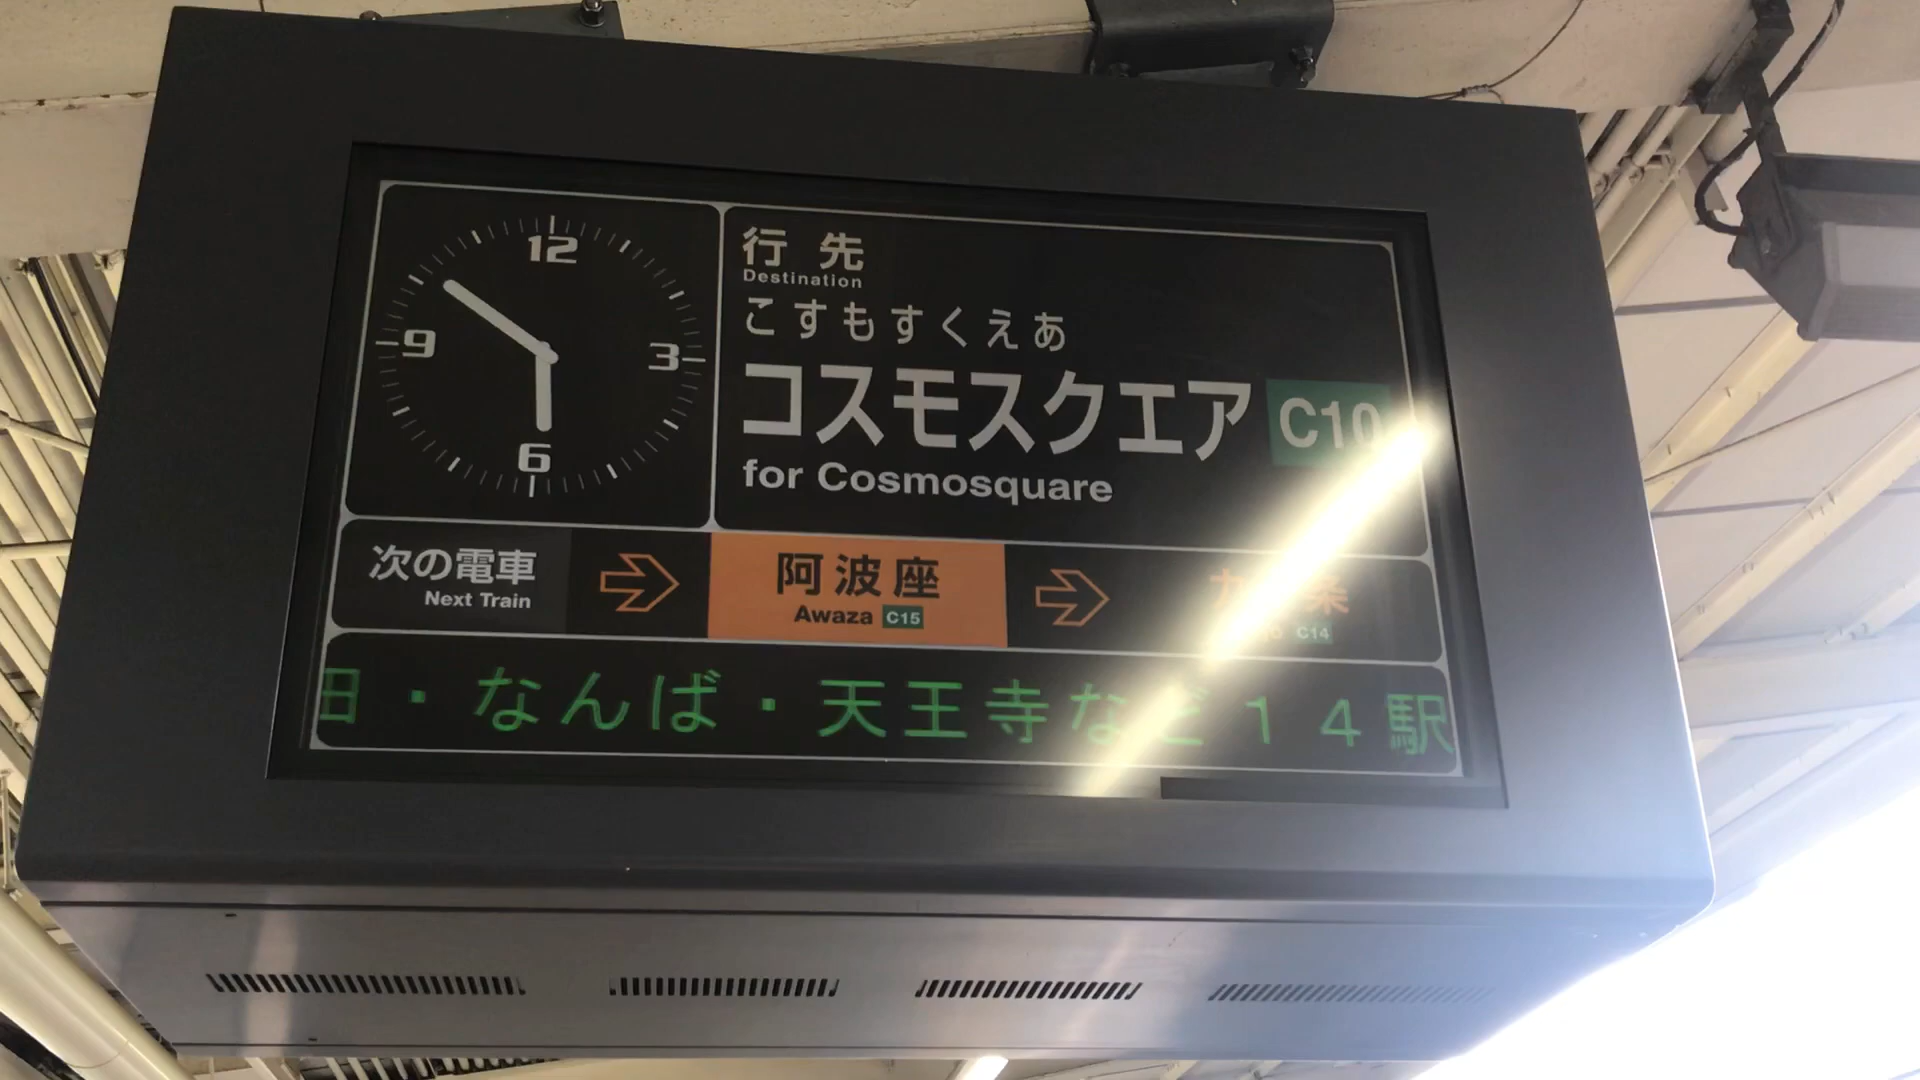 12
9
3
6
行先
Destination
こすもすくえあ
コスモスクエア C10
for Cosmosquare
次の電車
Next Train
阿波座
Awaza C15
九条
C14
・なんば・天王寺など14駅